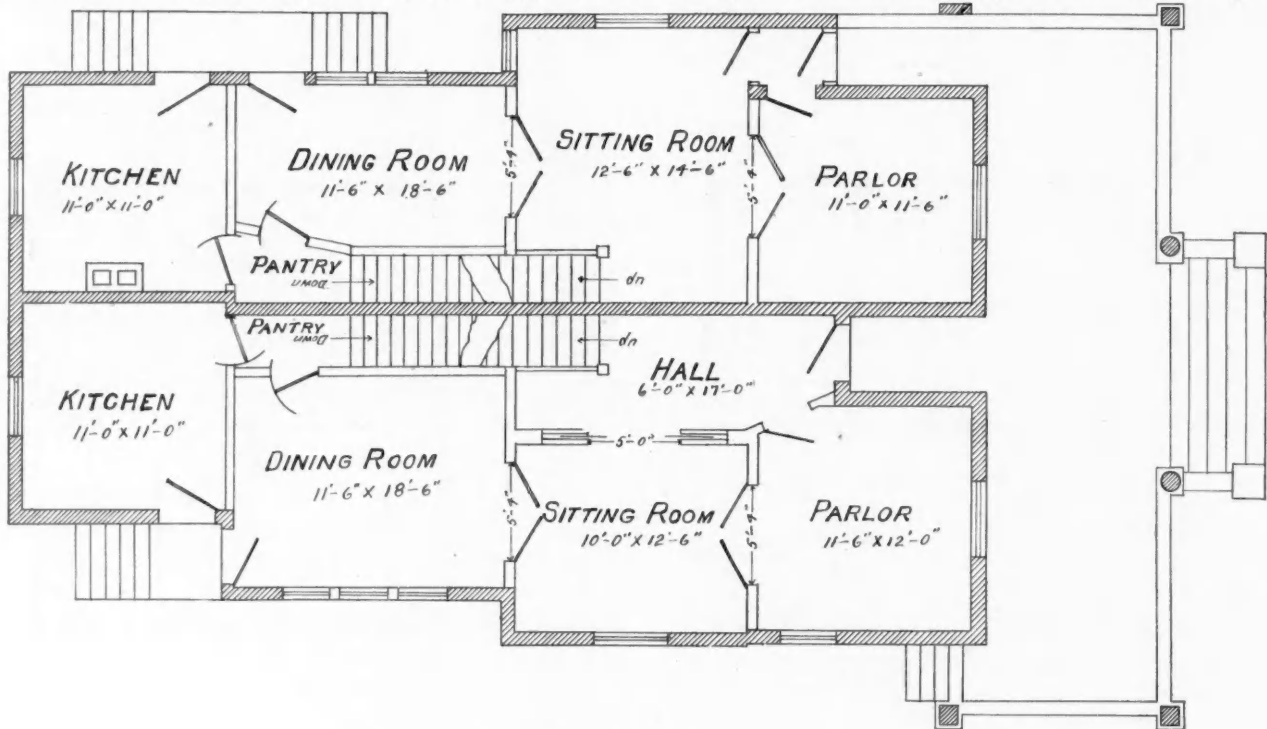 KITCHEN
11'-0" X 11'-0"
DINING ROOM
11'-6" X 18'-6"
5'-4"
SITTING ROOM
12'-6" X 14'-6"
5'-4"
PARLOR
11'-0" X 11'-6"
PANTRY
DOWN
UP
PANTRY
DOWN
UP
HALL
6'-0" X 17'-0"
KITCHEN
11'-0" X 11'-0"
5'-0"
DINING ROOM
11'-6" X 18'-6"
5'-4"
SITTING ROOM
10'-0" X 12'-6"
5'-4"
PARLOR
11'-6" X 12'-0"